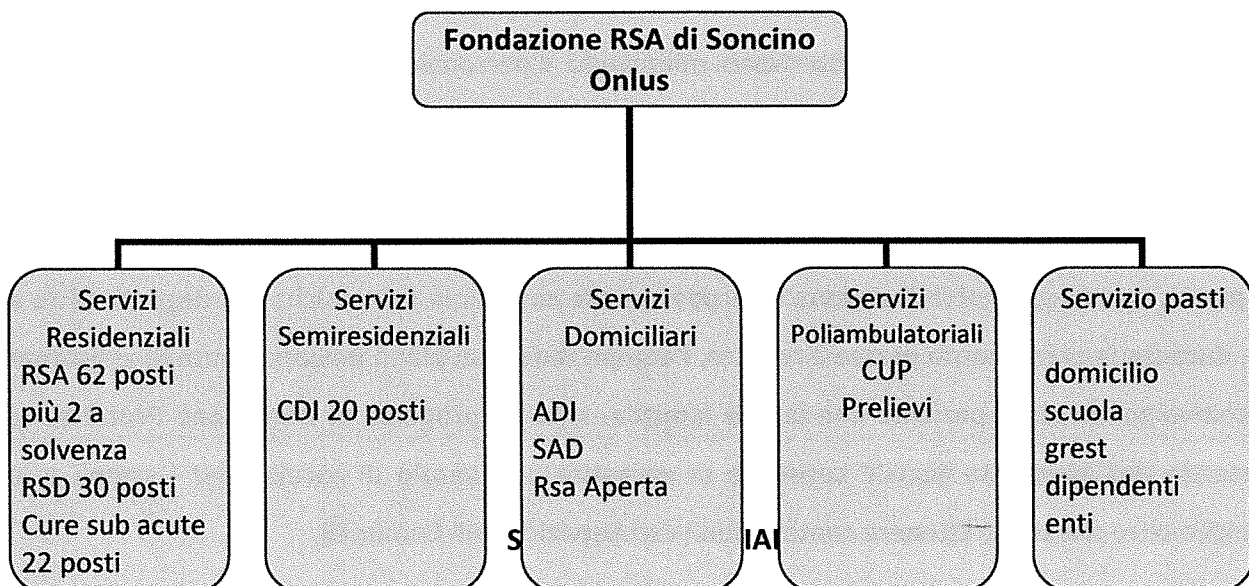 Fondazione RSA di Soncino
Onlus
Servizi
Residenziali
RSA 62 posti
più 2 a
solvenza
RSD 30 posti
Cure sub acute
22 posti
Servizi
Semiresidenziali
CDI 20 posti
Servizi
Domiciliari
ADI
SAD
Rsa Aperta
Servizi
Poliambulatoriali
CUP
Prelievi
Servizio pasti
domicilio
scuola
grest
dipendenti
enti